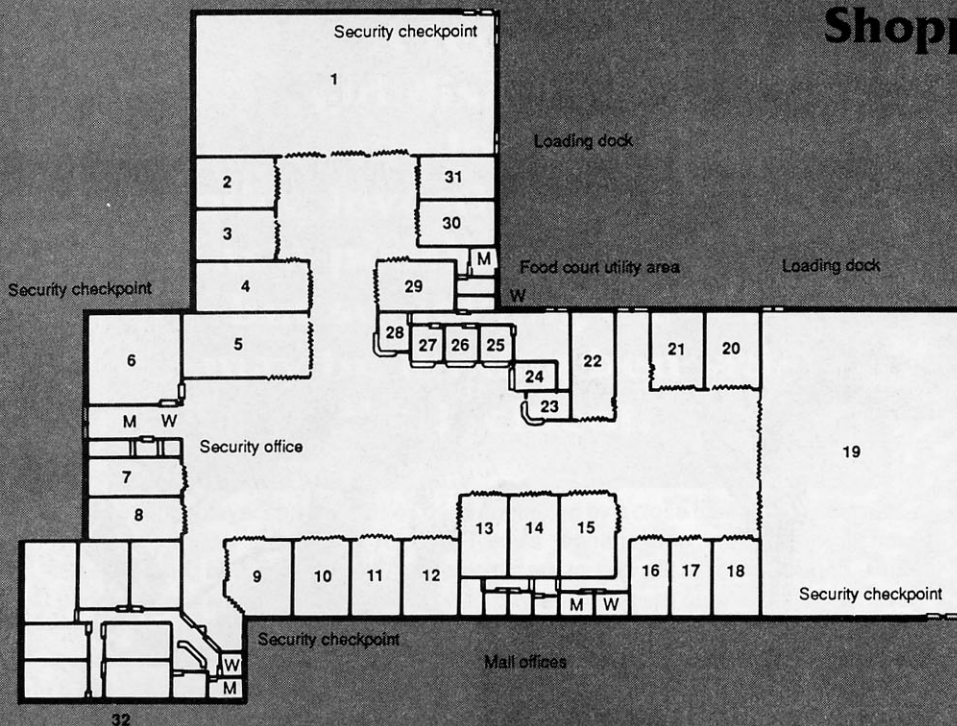 Shopp
Security checkpoint
1
Loading dock
2
31
3
30
M
Food court utility area
Loading dock
4
29
W
Security checkpoint
5
28
6
27
26
25
22
21
20
24
23
M W
Security office
19
7
8
13
14
15
9
10
11
12
16
17
18
M W
Security checkpoint
Security checkpoint
Mall offices
W
M
32